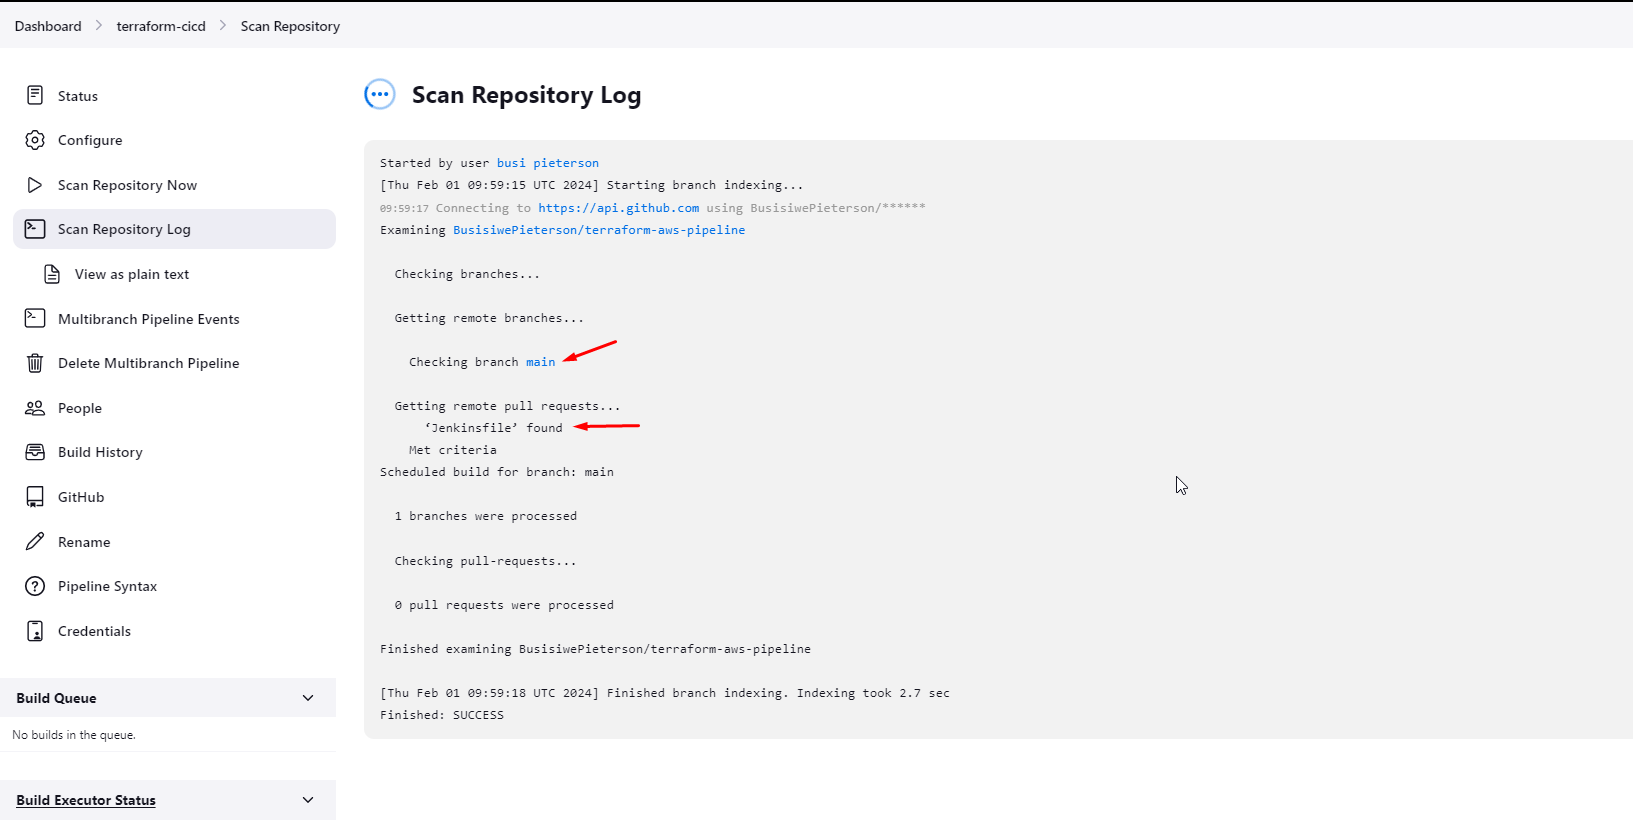 Dashboard
terraform-cicd
Scan Repository
Status
Configure
Scan Repository Now
Scan Repository Log
View as plain text
Multibranch Pipeline Events
Delete Multibranch Pipeline
People
Build History
GitHub
Rename
Pipeline Syntax
Credentials
Build Queue
No builds in the queue.
Build Executor Status
Scan Repository Log
Started by user busi pieterson
[Thu Feb 01 09:59:15 UTC 2024] Starting branch indexing...
09:59:17 Connecting to https://api.github.com using BusisiwePieterson/******
Examining BusisiwePieterson/terraform-aws-pipeline
Checking branches...
Getting remote branches...
Checking branch main
Getting remote pull requests...
‘Jenkinsfile’ found
Met criteria
Scheduled build for branch: main
1 branches were processed
Checking pull-requests...
0 pull requests were processed
Finished examining BusisiwePieterson/terraform-aws-pipeline
[Thu Feb 01 09:59:18 UTC 2024] Finished branch indexing. Indexing took 2.7 sec
Finished: SUCCESS